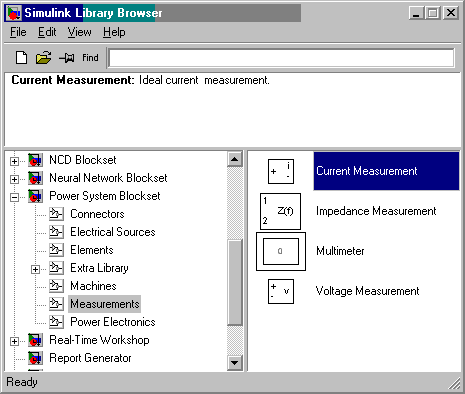 Simulink Library Browser
File Edit View Help
Find
Current Measurement: Ideal current measurement.
NCD Blockset
Neural Network Blockset
Power System Blockset
Connectors
Electrical Sources
Elements
Extra Library
Machines
Measurements
Power Electronics
Real-Time Workshop
Report Generator
+ i - Current Measurement
1 2 Z(f) Impedance Measurement
0 Multimeter
+ - v Voltage Measurement
Ready